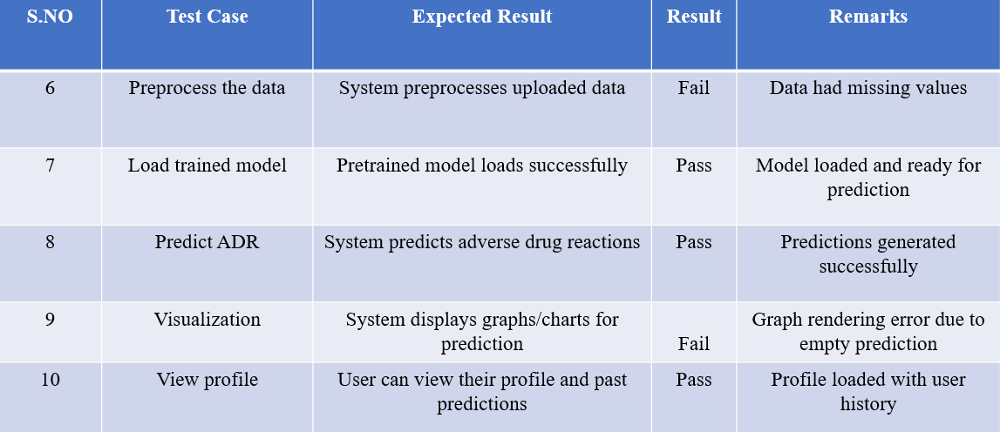 S.NO Test Case Expected Result Result Remarks
6 Preprocess the data System preprocesses uploaded data Fail Data had missing values
7 Load trained model Pretrained model loads successfully Pass Model loaded and ready for
prediction
8 Predict ADR System predicts adverse drug reactions Pass Predictions generated
successfully
9 Visualization System displays graphs/charts for Graph rendering error due to
prediction Fail empty prediction
10 View profile User can view their profile and past Pass Profile loaded with user
predictions history